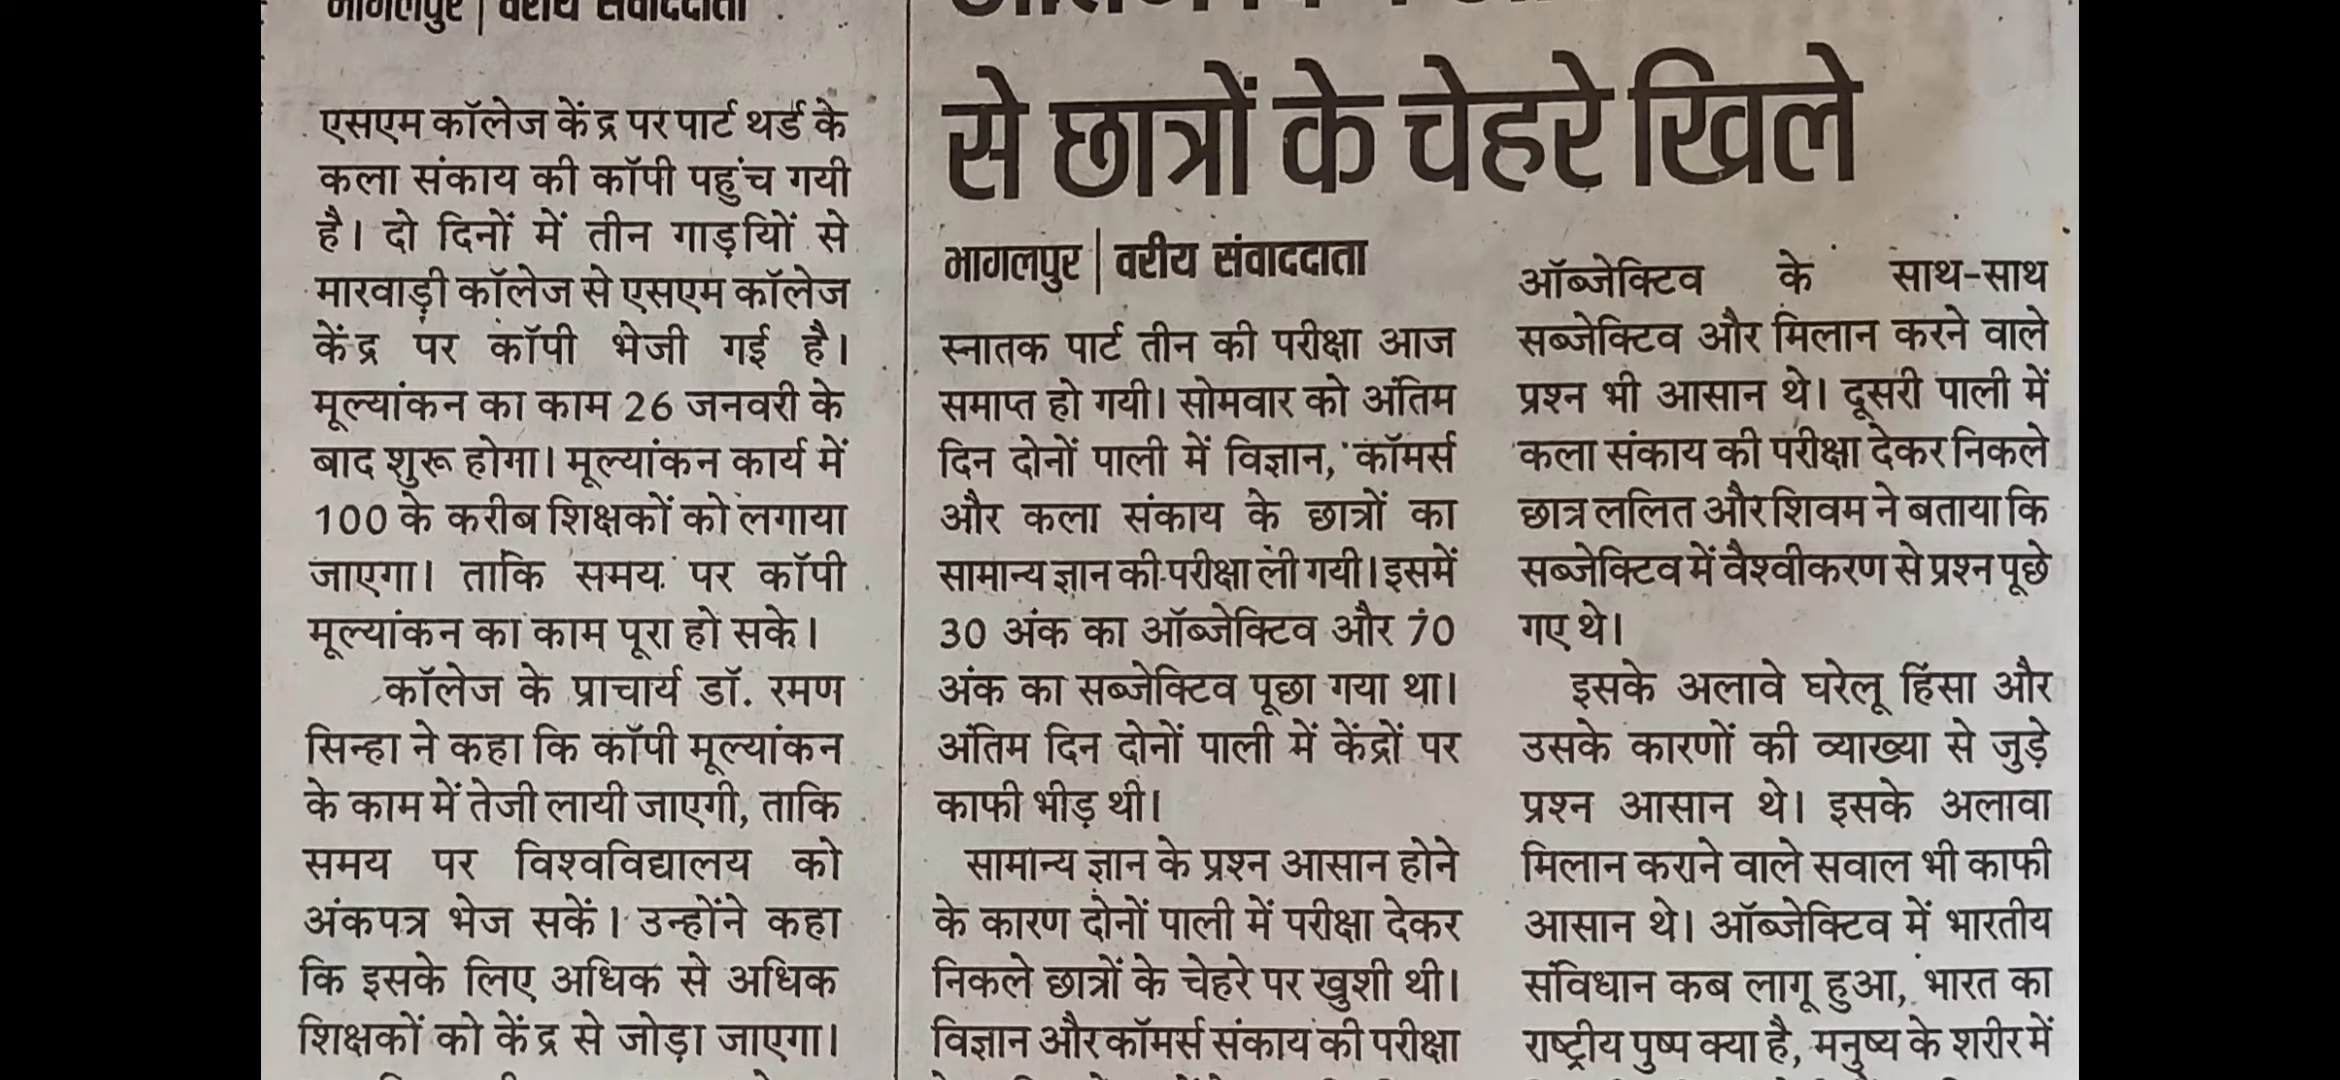 भागलपुर | वरीय संवाददाता
एसएम कॉलेज केंद्र पर पार्ट थर्ड के
कला संकाय की कॉपी पहुंच गयी
है। दो दिनों में तीन गाड़यिों से
मारवाड़ी कॉलेज से एसएम कॉलेज
केंद्र पर कॉपी भेजी गई है।
मूल्यांकन का काम 26 जनवरी के
बाद शुरू होगा। मूल्यांकन कार्य में
100 के करीब शिक्षकों को लगाया
जाएगा। ताकि समय पर कॉपी
मूल्यांकन का काम पूरा हो सके।
कॉलेज के प्राचार्य डॉ. रमण
सिन्हा ने कहा कि कॉपी मूल्यांकन
के काम में तेजी लायी जाएगी, ताकि
समय पर विश्वविद्यालय को
अंकपत्र भेज सकें। उन्होंने कहा
कि इसके लिए अधिक से अधिक
शिक्षकों को केंद्र से जोड़ा जाएगा।
से छात्रों के चेहरे खिले
भागलपुर | वरीय संवाददाता
स्नातक पार्ट तीन की परीक्षा आज
समाप्त हो गयी। सोमवार को अंतिम
दिन दोनों पाली में विज्ञान, कॉमर्स
और कला संकाय के छात्रों का
सामान्य ज्ञान की परीक्षा ली गयी। इसमें
30 अंक का ऑब्जेक्टिव और 70
अंक का सब्जेक्टिव पूछा गया था।
अंतिम दिन दोनों पाली में केंद्रों पर
काफी भीड़ थी।
सामान्य ज्ञान के प्रश्न आसान होने
के कारण दोनों पाली में परीक्षा देकर
निकले छात्रों के चेहरे पर खुशी थी।
विज्ञान और कॉमर्स संकाय की परीक्षा
ऑब्जेक्टिव के साथ-साथ
सब्जेक्टिव और मिलान करने वाले
प्रश्न भी आसान थे। दूसरी पाली में
कला संकाय की परीक्षा देकर निकले
छात्र ललित और शिवम ने बताया कि
सब्जेक्टिव में वैश्वीकरण से प्रश्न पूछे
गए थे।
इसके अलावे घरेलू हिंसा और
उसके कारणों की व्याख्या से जुड़े
प्रश्न आसान थे। इसके अलावा
मिलान कराने वाले सवाल भी काफी
आसान थे। ऑब्जेक्टिव में भारतीय
संविधान कब लागू हुआ, भारत का
राष्ट्रीय पुष्प क्या है, मनुष्य के शरीर में